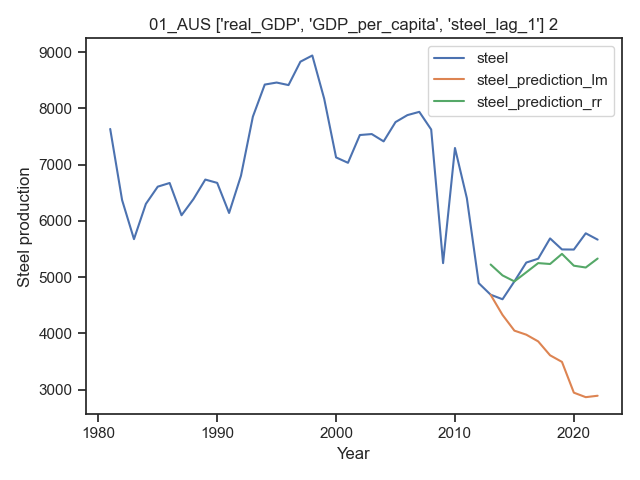 01_AUS ['real_GDP', 'GDP_per_capita', 'steel_lag_1'] 2
steel
steel_prediction_lm
steel_prediction_rr
9000
8000
7000
6000
5000
4000
3000
Steel production
1980 1990 2000 2010 2020
Year